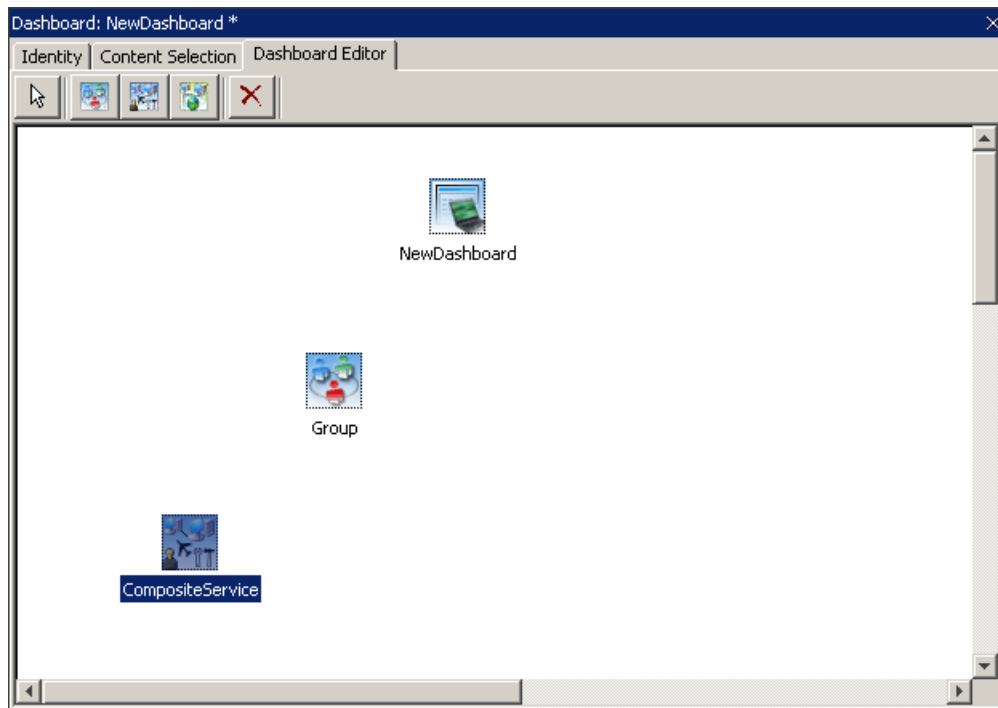 Dashboard: NewDashboard *
Identity Content Selection Dashboard Editor
NewDashboard
Group
CompositeService